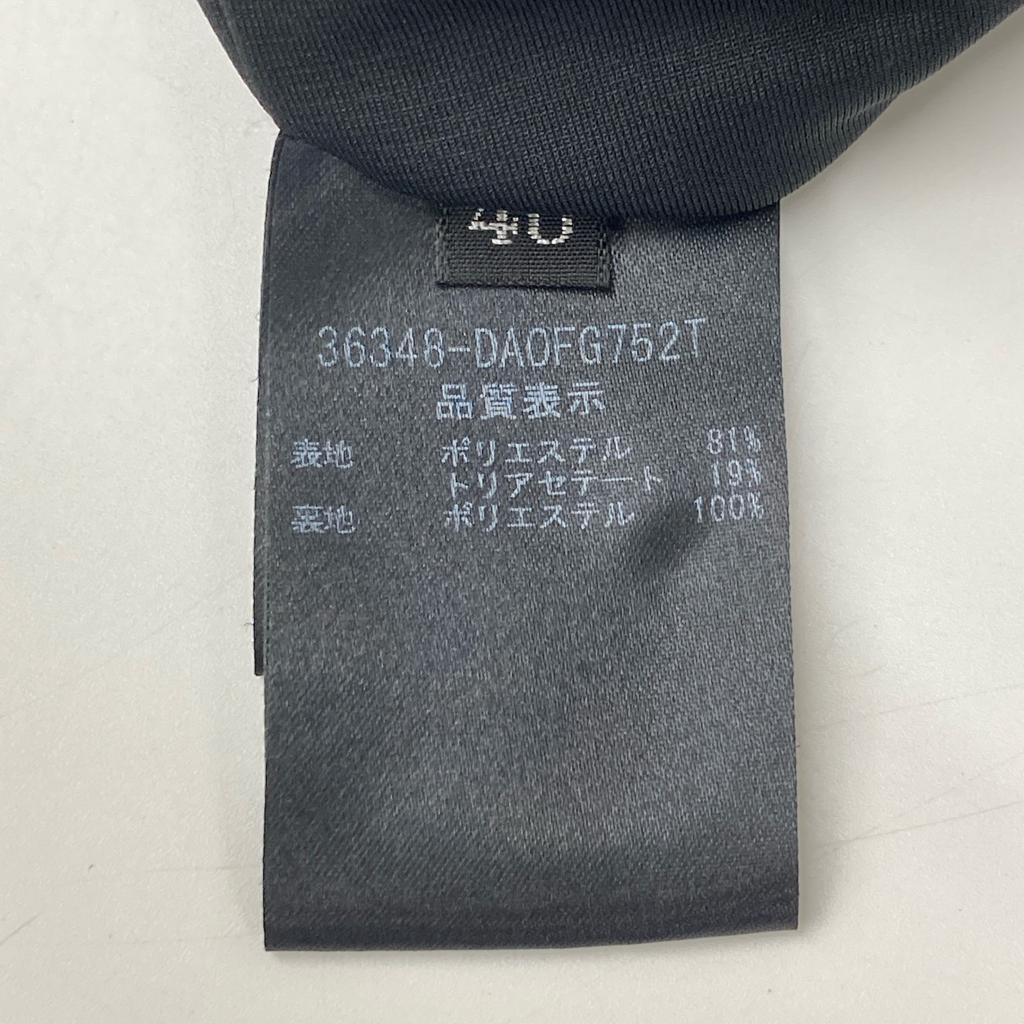 40
36348-DA0FG752T
品質表示
表地 ポリエステル 81%
トリアセテート 19%
裏地 ポリエステル 100%